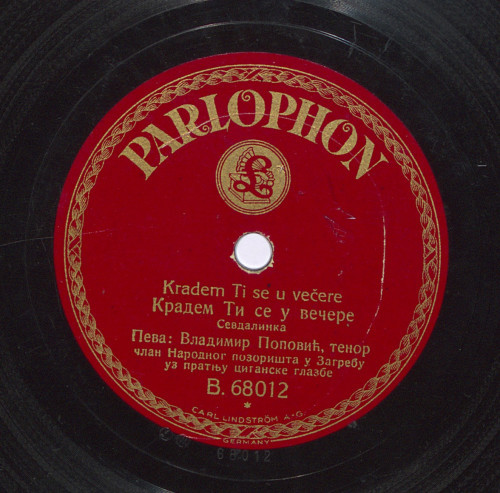 PARLOPHON
£
Kradem Ti se u večere
Крадем Ти се у вечере
Севдалинка
Пева: Владимир Поповић, тенор
члан Народног позоришта у Загребу
уз пратњу циганске глазбе
B. 68012
*
CARL LINDSTRÖM A-G.
GERMANY
68012